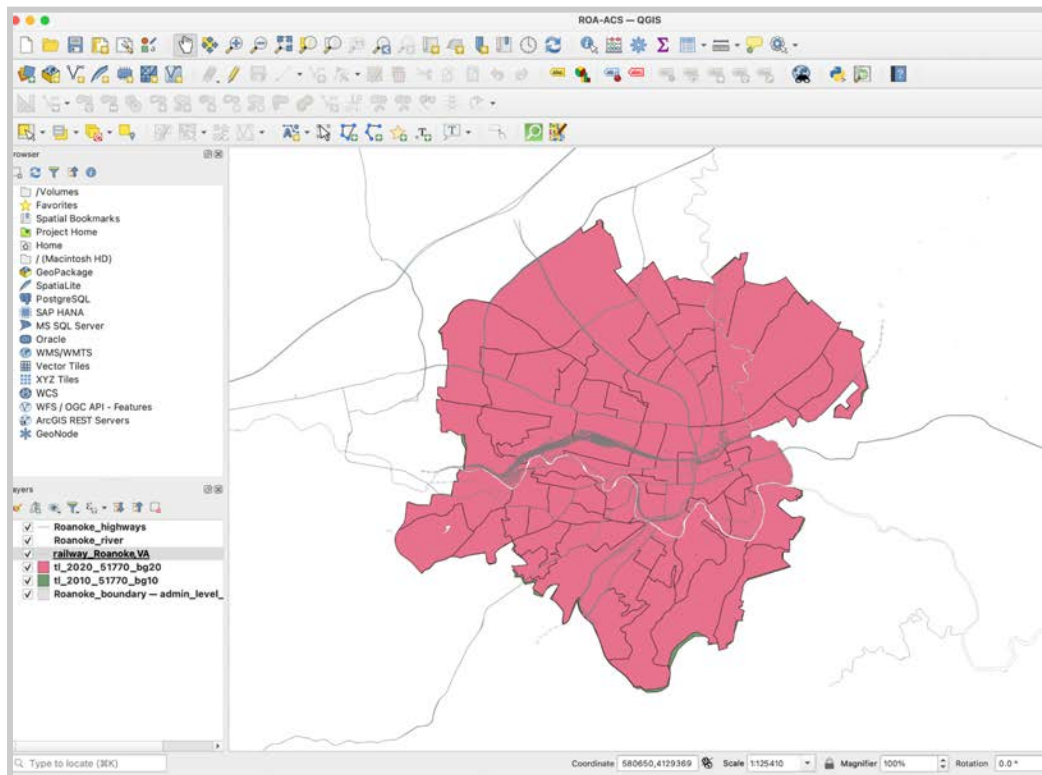 ROA-ACS — QGIS
rowser
/Volumes
Favorites
Spatial Bookmarks
Project Home
Home
/ (Macintosh HD)
GeoPackage
SpatiaLite
PostgreSQL
SAP HANA
MS SQL Server
Oracle
WMS/WMTS
Vector Tiles
XYZ Tiles
WCS
WFS / OGC API - Features
ArcGIS REST Servers
GeoNode
ayers
Roanoke_highways
Roanoke_river
railway_Roanoke,VA
tl_2020_51770_bg20
tl_2010_51770_bg10
Roanoke_boundary — admin_level_
Type to locate (⌘K) Coordinate 580650,4129369 Scale 1:125410 Magnifier 100% Rotation 0.0 °